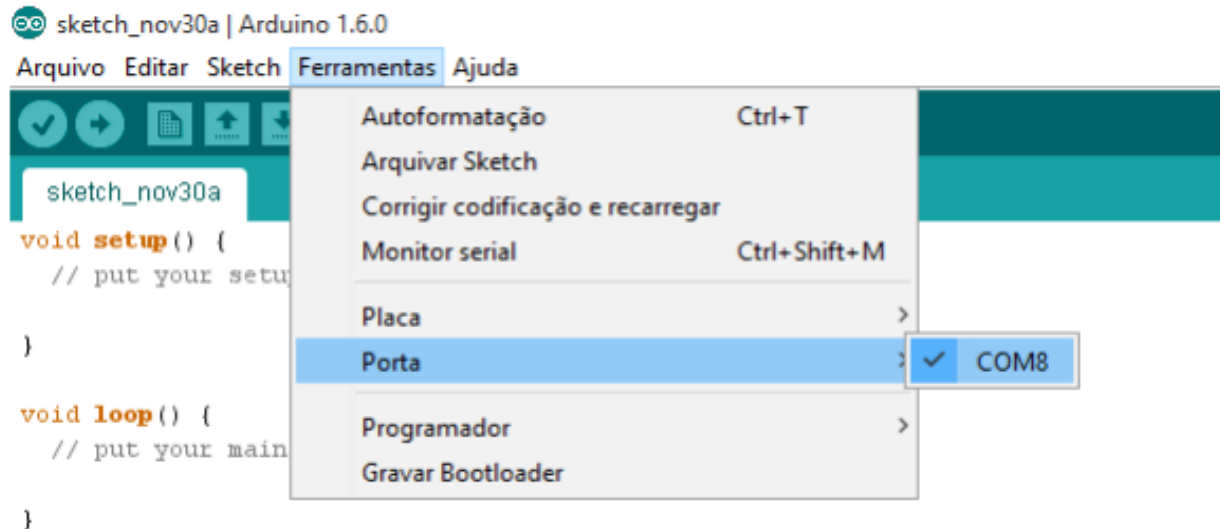 sketch_nov30a | Arduino 1.6.0
Arquivo Editar Sketch Ferramentas Ajuda
Autoformatação Ctrl+T
Arquivar Sketch
sketch_nov30a
Corrigir codificação e recarregar
void setup() {
Monitor serial Ctrl+Shift+M
// put your setu
Placa
}
Porta
COM8
void loop() {
Programador
// put your main
Gravar Bootloader
}